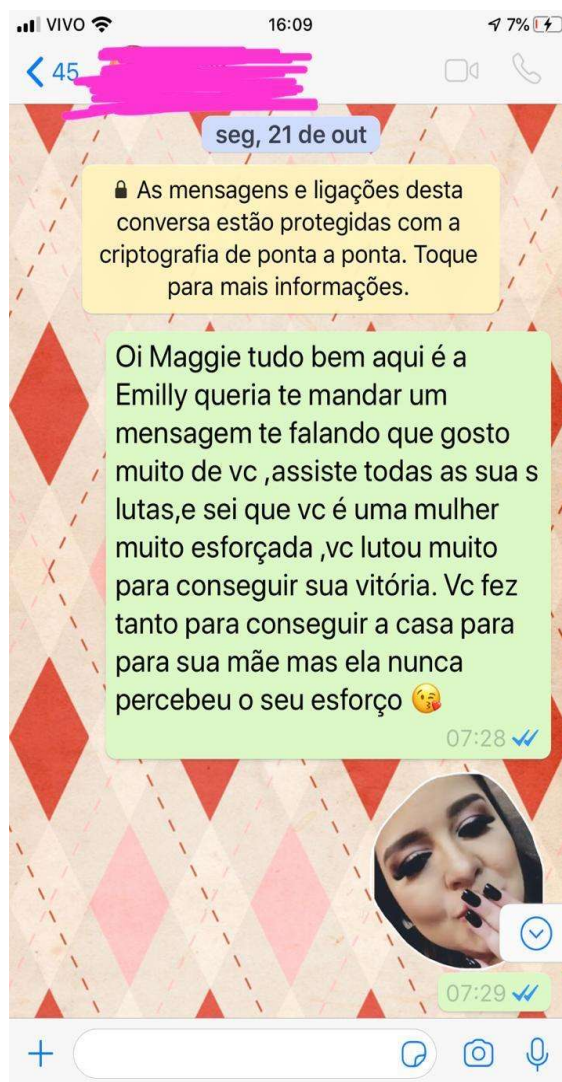 VIVO 16:09 7%
45
seg, 21 de out
As mensagens e ligações desta
conversa estão protegidas com a
criptografia de ponta a ponta. Toque
para mais informações.
Oi Maggie tudo bem aqui é a
Emilly queria te mandar um
mensagem te falando que gosto
muito de vc ,assiste todas as sua s
lutas,e sei que vc é uma mulher
muito esforçada ,vc lutou muito
para conseguir sua vitória. Vc fez
tanto para conseguir a casa para
para sua mãe mas ela nunca
percebeu o seu esforço 😘
07:28
07:29